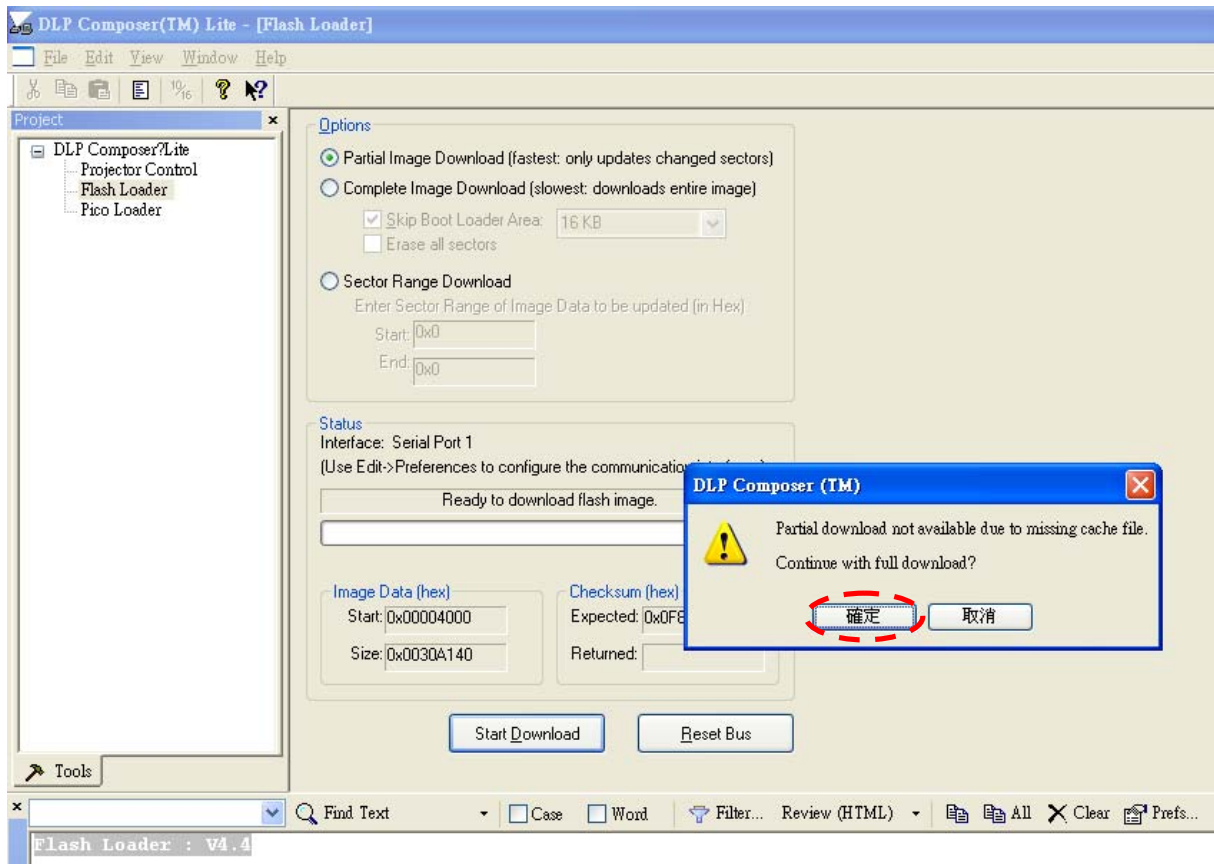 DLP Composer(TM) Lite - [Flash Loader]
File Edit View Window Help
10/16
Project
DLP Composer?Lite
Projector Control
Flash Loader
Pico Loader
Tools
Options
Partial Image Download (fastest: only updates changed sectors)
Complete Image Download (slowest: downloads entire image)
Skip Boot Loader Area: 16 KB
Erase all sectors
Sector Range Download
Enter Sector Range of Image Data to be updated (in Hex)
Start: 0x0
End: 0x0
Status
Interface: Serial Port 1
(Use Edit->Preferences to configure the
Ready to download flash image.
Image Data (hex)
Start: 0x00004000
Size: 0x0030A140
Checksum (hex)
Expected: 0x0F8
Returned:
Start Download
Reset Bus
DLP Composer (TM)
Partial download not available due to missing cache file.
Continue with full download?
確定
取消
Find Text Case Word Filter... Review (HTML) All Clear Prefs...
Flash Loader : V4.4